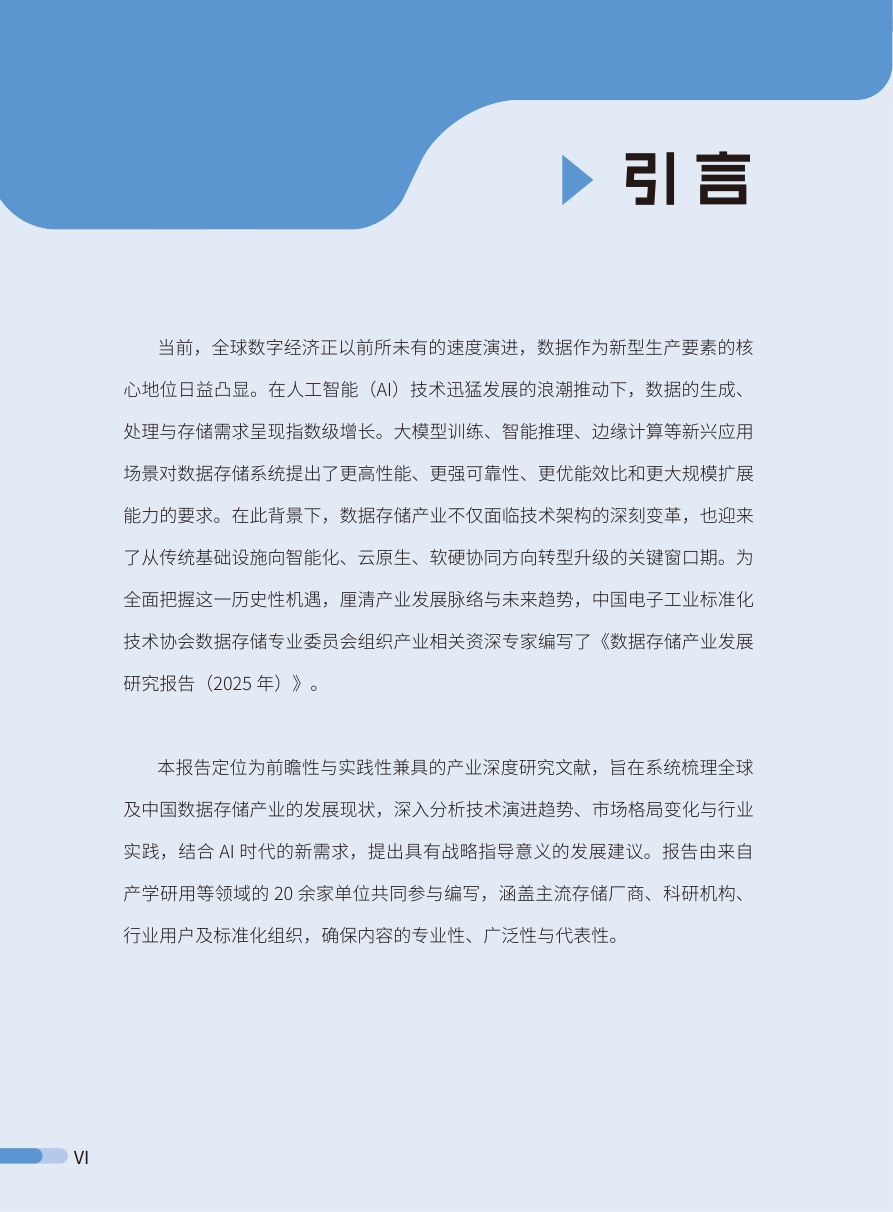 引言
当前，全球数字经济正以前所未有的速度演进，数据作为新型生产要素的核
心地位日益凸显。在人工智能（AI）技术迅猛发展的浪潮推动下，数据的生成、
处理与存储需求呈现指数级增长。大模型训练、智能推理、边缘计算等新兴应用
场景对数据存储系统提出了更高性能、更强可靠性、更优能效比和更大规模扩展
能力的要求。在此背景下，数据存储产业不仅面临技术架构的深刻变革，也迎来
了从传统基础设施向智能化、云原生、软硬协同方向转型升级的关键窗口期。为
全面把握这一历史性机遇，厘清产业发展脉络与未来趋势，中国电子工业标准化
技术协会数据存储专业委员会组织产业相关资深专家编写了《数据存储产业发展
研究报告（2025 年）》。
本报告定位为前瞻性与实践性兼具的产业深度研究文献，旨在系统梳理全球
及中国数据存储产业的发展现状，深入分析技术演进趋势、市场格局变化与行业
实践，结合 AI 时代的新需求，提出具有战略指导意义的发展建议。报告由来自
产学研用等领域的 20 余家单位共同参与编写，涵盖主流存储厂商、科研机构、
行业用户及标准化组织，确保内容的专业性、广泛性与代表性。
VI